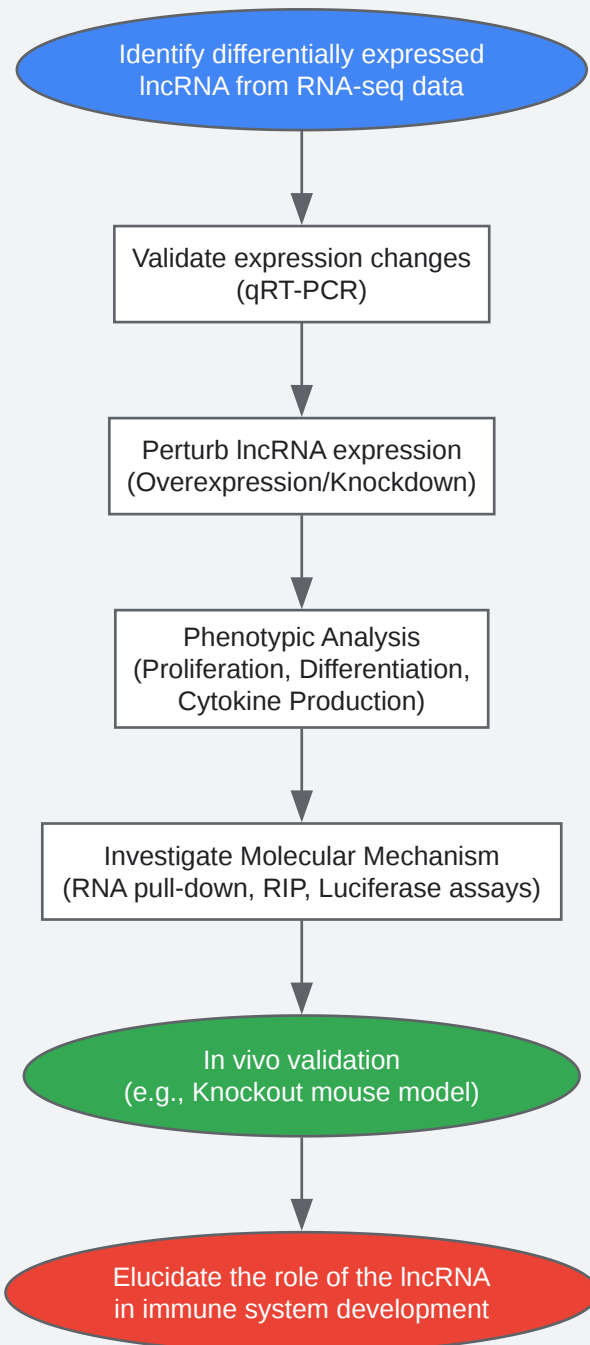 Identify differentially expressed
lncRNA from RNA-seq data
Validate expression changes
(qRT-PCR)
Perturb lncRNA expression
(Overexpression/Knockdown)
Phenotypic Analysis
(Proliferation, Differentiation,
Cytokine Production)
Investigate Molecular Mechanism
(RNA pull-down, RIP, Luciferase assays)
In vivo validation
(e.g., Knockout mouse model)
Elucidate the role of the lncRNA
in immune system development